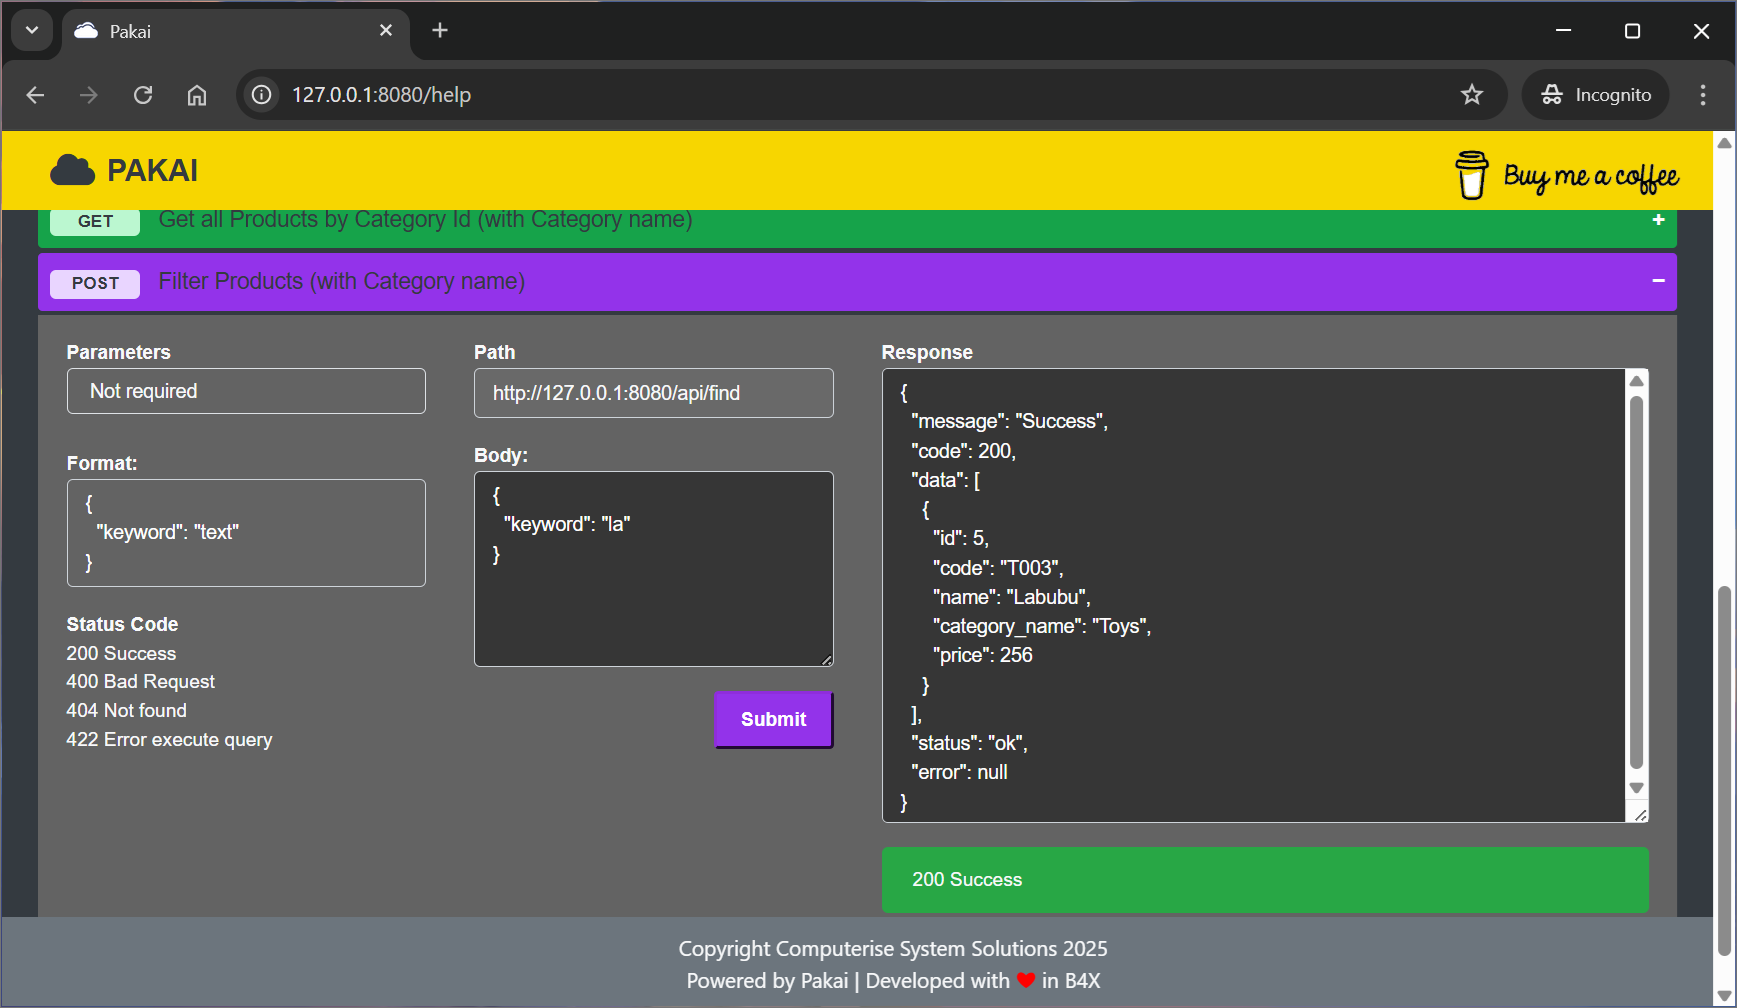 Pakai
127.0.0.1:8080/help
Incognito
PAKAI
Buy me a coffee
GET Get all Products by Category Id (with Category name) +
POST Filter Products (with Category name) −
Parameters
Not required
Format:
{
"keyword": "text"
}
Status Code
200 Success
400 Bad Request
404 Not found
422 Error execute query
Path
http://127.0.0.1:8080/api/find
Body:
{
"keyword": "la"
}
Submit
Response
{
"message": "Success",
"code": 200,
"data": [
{
"id": 5,
"code": "T003",
"name": "Labubu",
"category_name": "Toys",
"price": 256
}
],
"status": "ok",
"error": null
}
200 Success
Copyright Computerise System Solutions 2025
Powered by Pakai | Developed with ❤ in B4X